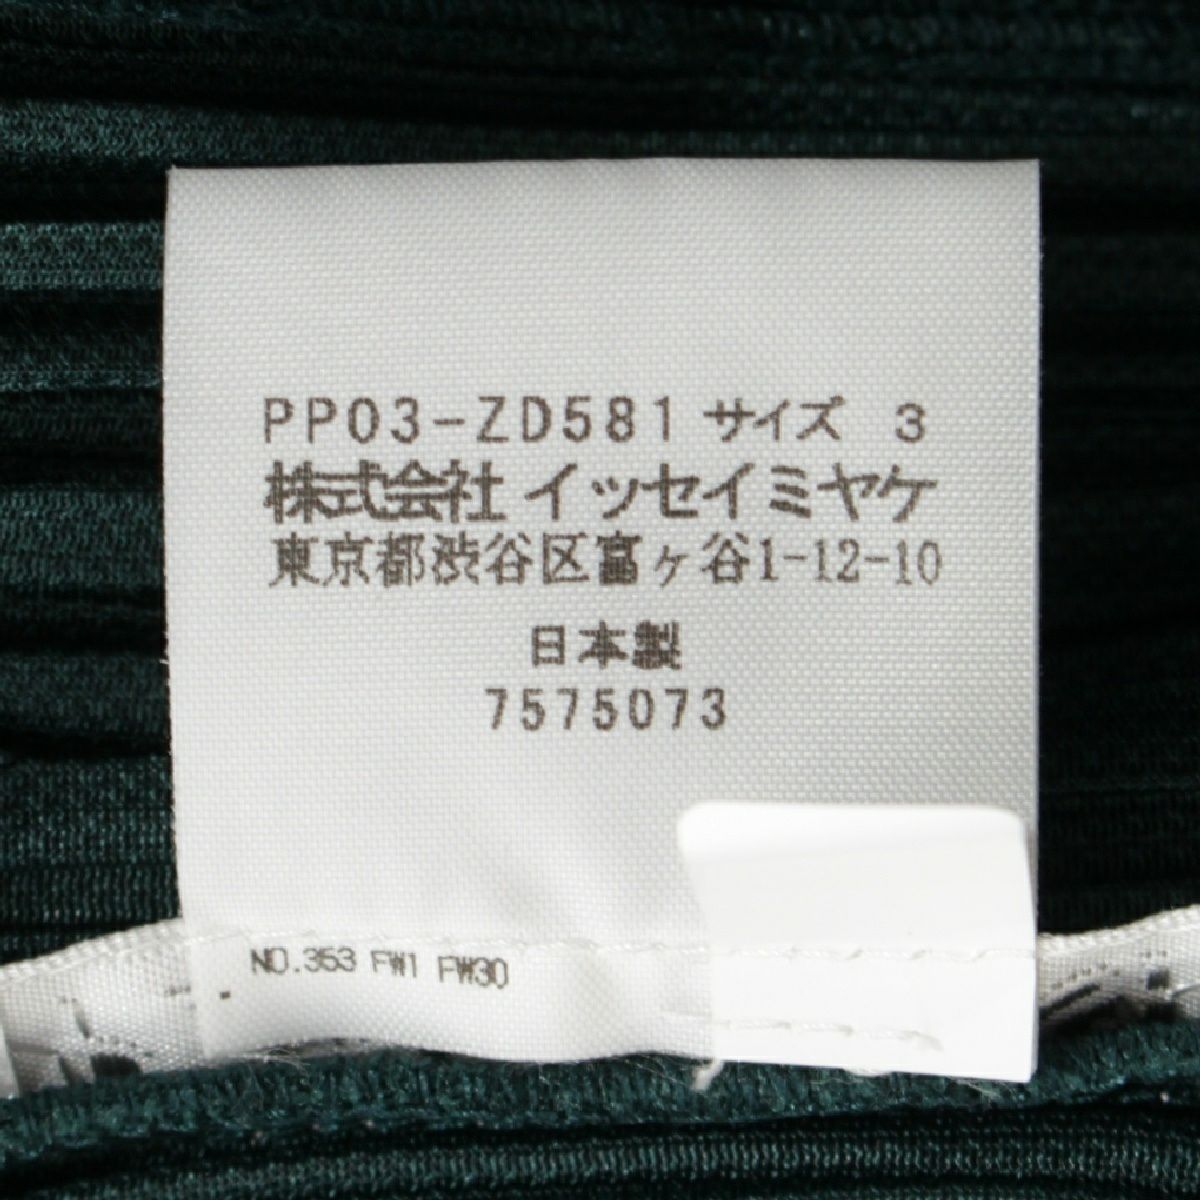 PP03-ZD581 サイズ 3
株式会社 イッセイミヤケ
東京都渋谷区富ヶ谷1-12-10
日本製
7575073
NO.353 FW1 FW30